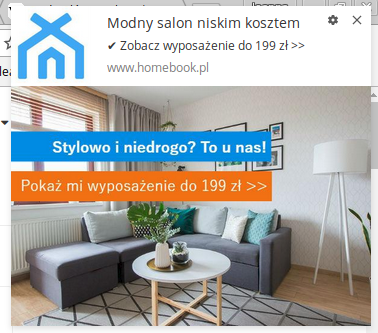 Modny salon niskim kosztem
✔ Zobacz wyposażenie do 199 zł >>
www.homebook.pl
Stylowo i niedrogo? To u nas!
Pokaż mi wyposażenie do 199 zł >>